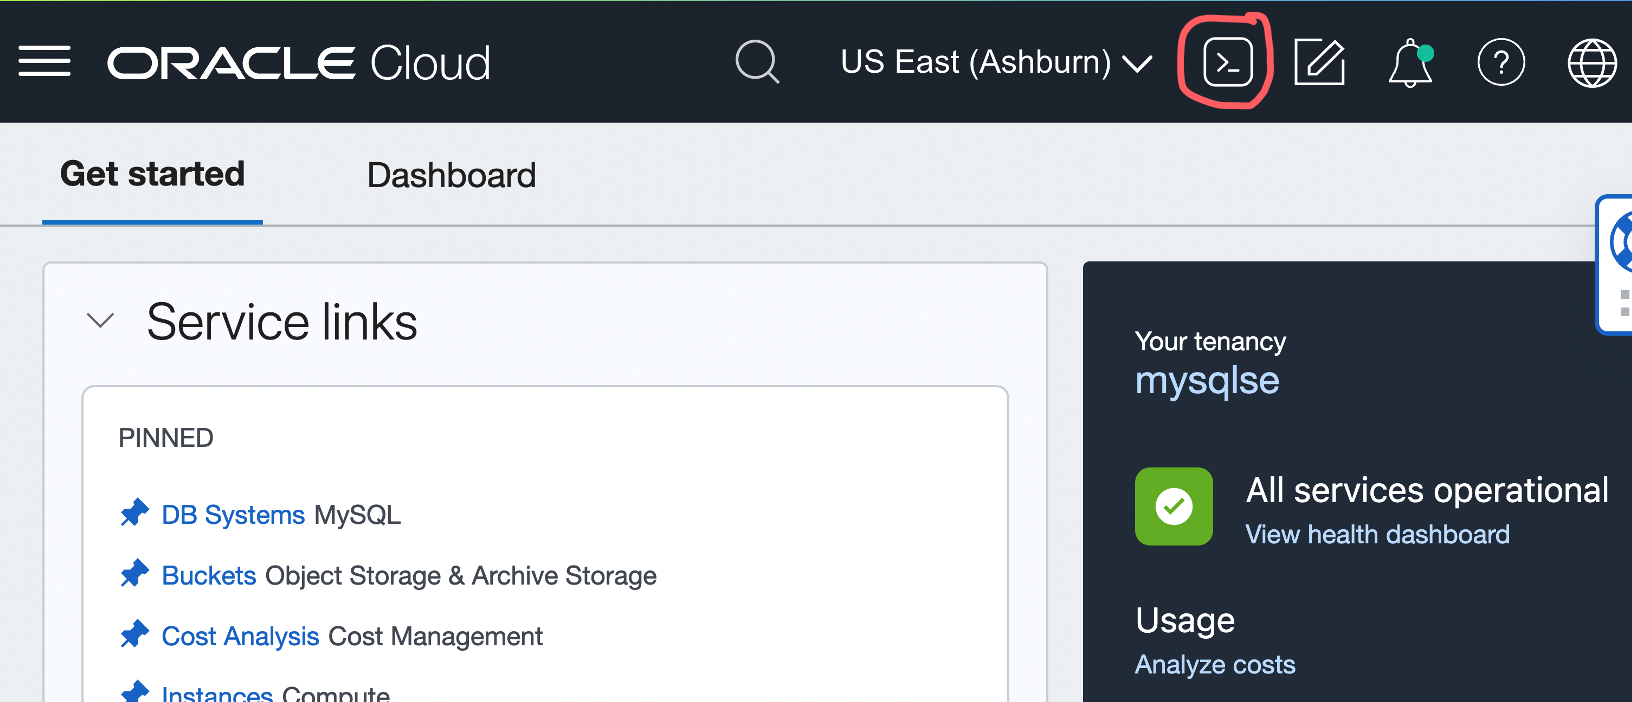 ORACLE Cloud
US East (Ashburn)
Get started
Dashboard
Service links
PINNED
DB Systems MySQL
Buckets Object Storage & Archive Storage
Cost Analysis Cost Management
Instances Compute
Your tenancy
mysqlse
All services operational
View health dashboard
Usage
Analyze costs